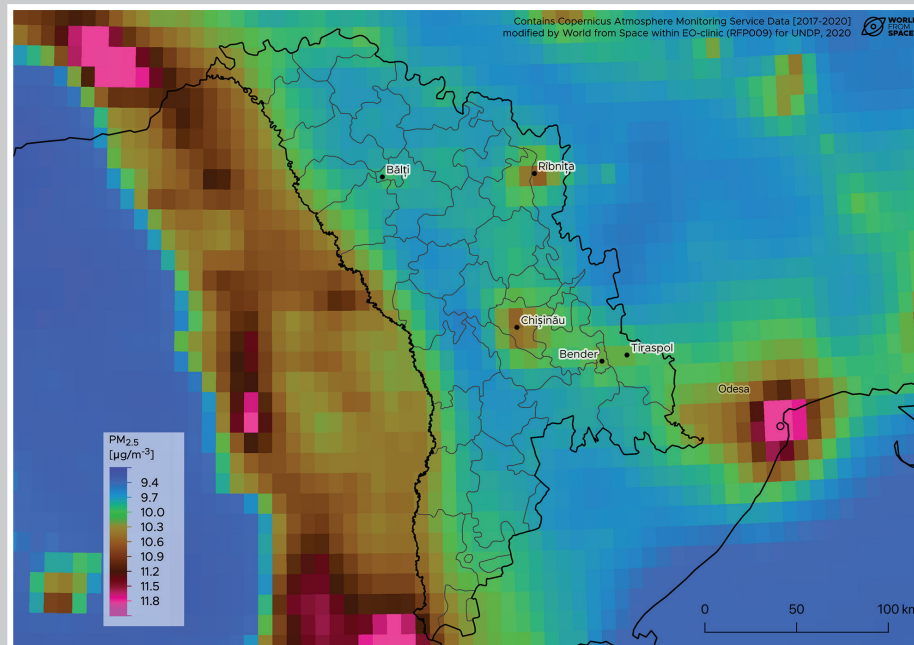 Contains Copernicus Atmosphere Monitoring Service Data [2017-2020]
modified by World from Space within EO-clinic (RFP009) for UNDP, 2020
WORLD
FROM
SPACE
Bălți
Rîbnița
Chișinău
Bender
Tiraspol
Odesa
PM2.5
[µg/m-3]
9.4
9.7
10.0
10.3
10.6
10.9
11.2
11.5
11.8
0 50 100 km